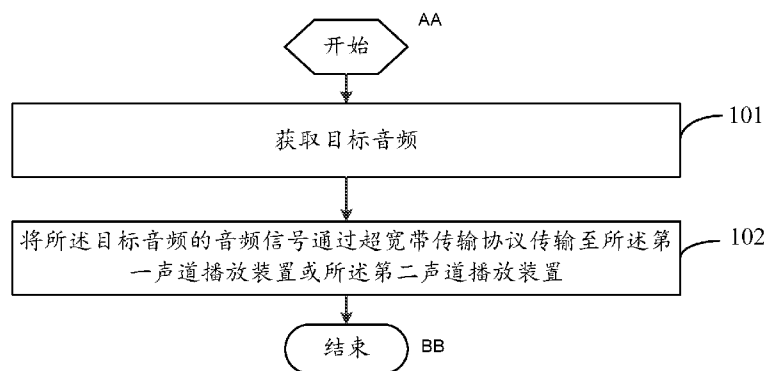 AA
开始
获取目标音频
101
将所述目标音频的音频信号通过超宽带传输协议传输至所述第
一声道播放装置或所述第二声道播放装置
102
结束
BB